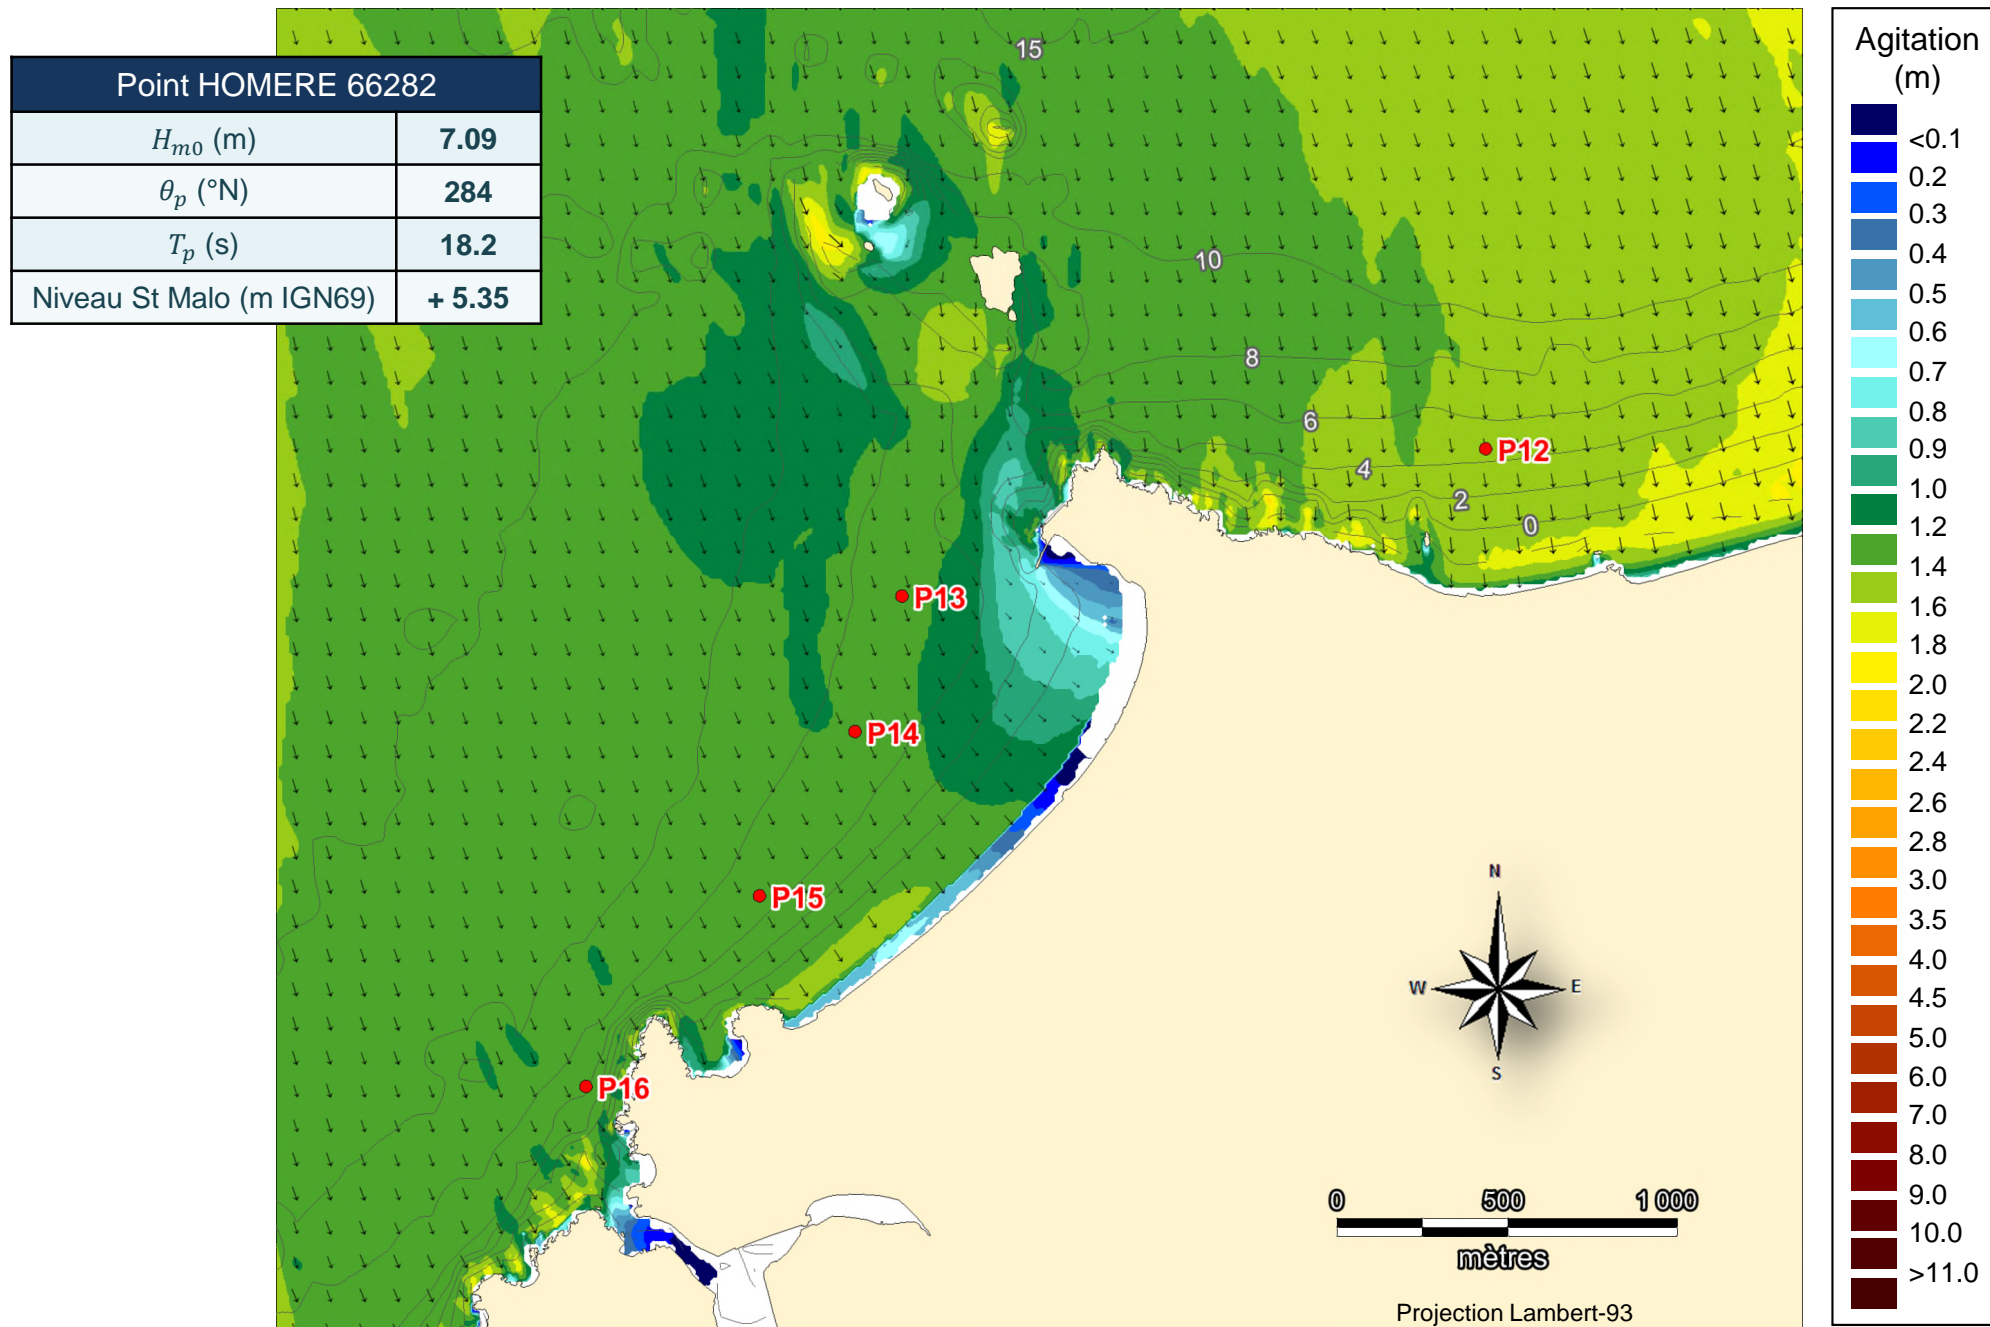 Point HOMERE 66282
H_{m0} (m) 7.09
θ_p (°N) 284
T_p (s) 18.2
Niveau St Malo (m IGN69) + 5.35
15
10
8
6
4
2
0
P12
P13
P14
P15
P16
N
W E
S
0 500 1 000
mètres
Projection Lambert-93
Agitation
(m)
<0.1
0.2
0.3
0.4
0.5
0.6
0.7
0.8
0.9
1.0
1.2
1.4
1.6
1.8
2.0
2.2
2.4
2.6
2.8
3.0
3.5
4.0
4.5
5.0
6.0
7.0
8.0
9.0
10.0
>11.0